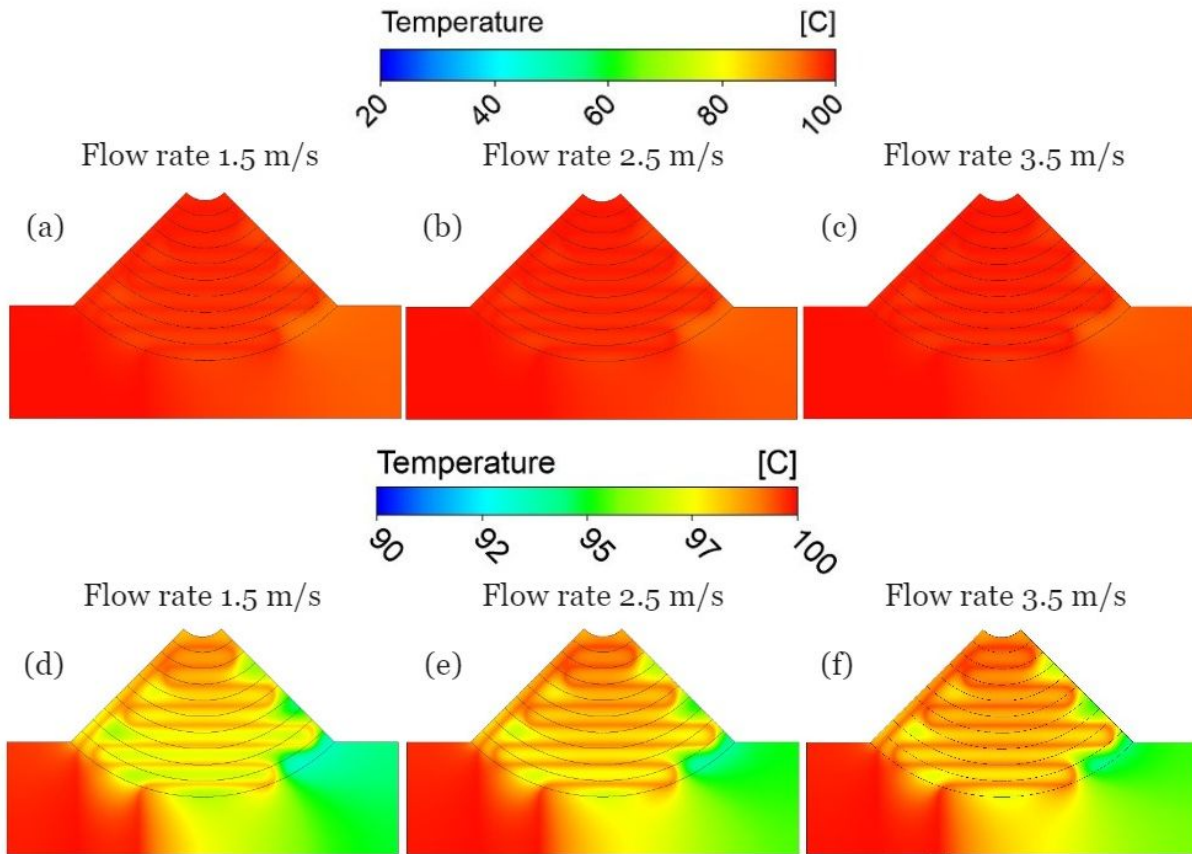 Temperature [C]
20 40 60 80 100
Flow rate 1.5 m/s Flow rate 2.5 m/s Flow rate 3.5 m/s
(a) (b) (c)
Temperature [C]
90 92 95 97 100
Flow rate 1.5 m/s Flow rate 2.5 m/s Flow rate 3.5 m/s
(d) (e) (f)